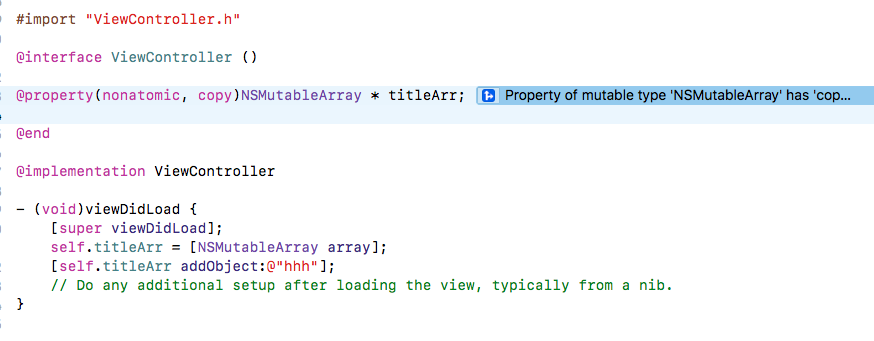 #import "ViewController.h"
@interface ViewController ()
@property(nonatomic, copy)NSMutableArray * titleArr; Property of mutable type 'NSMutableArray' has 'cop...
@end
@implementation ViewController
- (void)viewDidLoad {
[super viewDidLoad];
self.titleArr = [NSMutableArray array];
[self.titleArr addObject:@"hhh"];
// Do any additional setup after loading the view, typically from a nib.
}